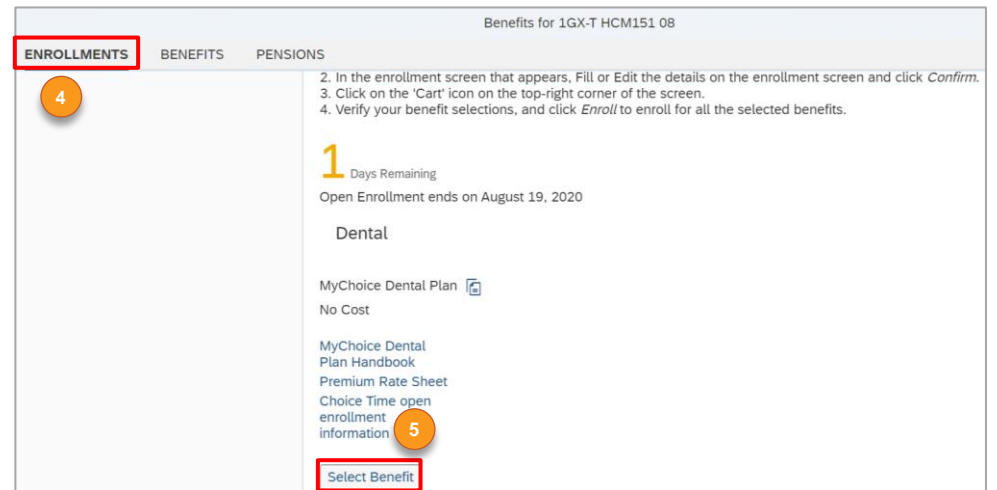 Benefits for 1GX-T HCM151 08
ENROLLMENTS BENEFITS PENSIONS
4
2. In the enrollment screen that appears, Fill or Edit the details on the enrollment screen and click Confirm.
3. Click on the 'Cart' icon on the top-right corner of the screen.
4. Verify your benefit selections, and click Enroll to enroll for all the selected benefits.
1 Days Remaining
Open Enrollment ends on August 19, 2020
Dental
MyChoice Dental Plan
No Cost
MyChoice Dental
Plan Handbook
Premium Rate Sheet
Choice Time open
enrollment
information 5
Select Benefit